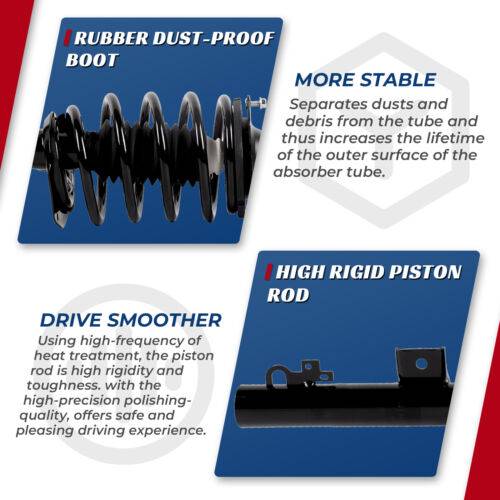 RUBBER DUST-PROOF
BOOT
MORE STABLE
Separates dusts and
debris from the tube and
thus increases the lifetime
of the outer surface of the
absorber tube.
HIGH RIGID PISTON
ROD
DRIVE SMOOTHER
Using high-frequency of
heat treatment, the piston
rod is high rigidity and
toughness. with the
high-precision polishing-
quality, offers safe and
pleasing driving experience.